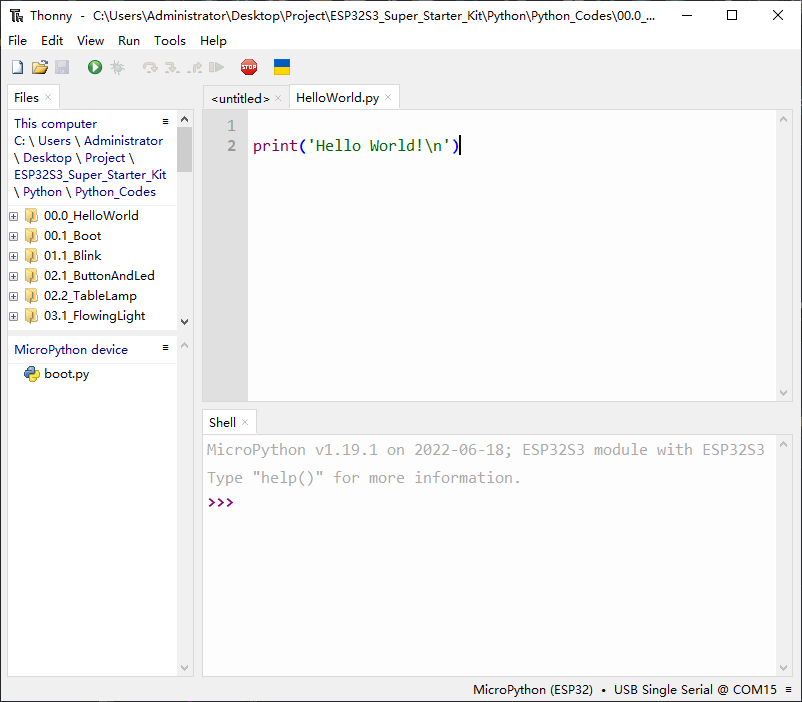 Thonny - C:\Users\Administrator\Desktop\Project\ESP32S3_Super_Starter_Kit\Python\Python_Codes\00.0_...
File Edit View Run Tools Help
STOP
Files
<untitled> HelloWorld.py
This computer
C: \ Users \ Administrator
\ Desktop \ Project \
ESP32S3_Super_Starter_Kit
\ Python \ Python_Codes
00.0_HelloWorld
00.1_Boot
01.1_Blink
02.1_ButtonAndLed
02.2_TableLamp
03.1_FlowingLight
MicroPython device
boot.py
1
2 print('Hello World!\n')
Shell
MicroPython v1.19.1 on 2022-06-18; ESP32S3 module with ESP32S3
Type "help()" for more information.
>>>
MicroPython (ESP32) • USB Single Serial @ COM15 ≡